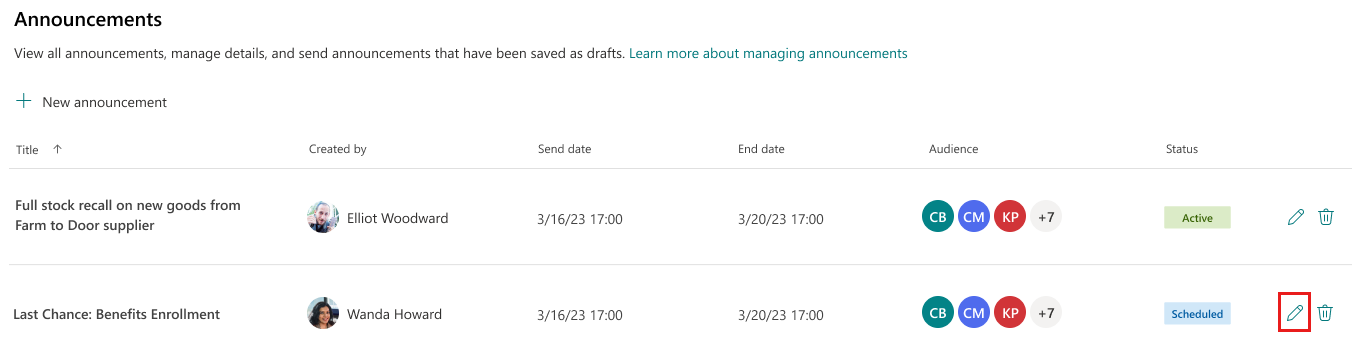 Announcements
View all announcements, manage details, and send announcements that have been saved as drafts. Learn more about managing announcements
+ New announcement
Title ↑ Created by Send date End date Audience Status
Full stock recall on new goods from
Farm to Door supplier
Elliot Woodward 3/16/23 17:00 3/20/23 17:00 CB CM KP +7 Active
Last Chance: Benefits Enrollment Wanda Howard 3/16/23 17:00 3/20/23 17:00 CB CM KP +7 Scheduled